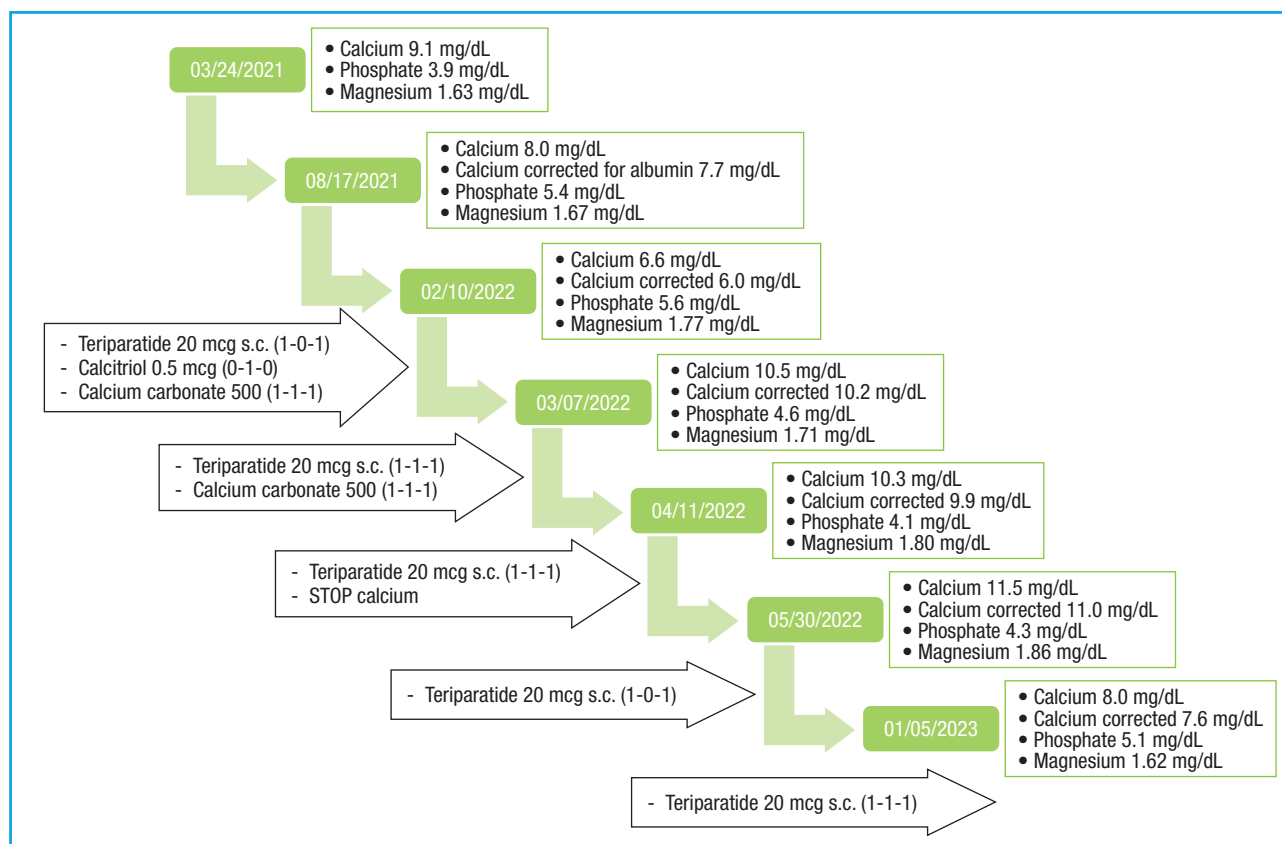 03/24/2021
• Calcium 9.1 mg/dL
• Phosphate 3.9 mg/dL
• Magnesium 1.63 mg/dL
08/17/2021
• Calcium 8.0 mg/dL
• Calcium corrected for albumin 7.7 mg/dL
• Phosphate 5.4 mg/dL
• Magnesium 1.67 mg/dL
02/10/2022
• Calcium 6.6 mg/dL
• Calcium corrected 6.0 mg/dL
• Phosphate 5.6 mg/dL
• Magnesium 1.77 mg/dL
- Teriparatide 20 mcg s.c. (1-0-1)
- Calcitriol 0.5 mcg (0-1-0)
- Calcium carbonate 500 (1-1-1)
03/07/2022
• Calcium 10.5 mg/dL
• Calcium corrected 10.2 mg/dL
• Phosphate 4.6 mg/dL
• Magnesium 1.71 mg/dL
- Teriparatide 20 mcg s.c. (1-1-1)
- Calcium carbonate 500 (1-1-1)
04/11/2022
• Calcium 10.3 mg/dL
• Calcium corrected 9.9 mg/dL
• Phosphate 4.1 mg/dL
• Magnesium 1.80 mg/dL
- Teriparatide 20 mcg s.c. (1-1-1)
- STOP calcium
05/30/2022
• Calcium 11.5 mg/dL
• Calcium corrected 11.0 mg/dL
• Phosphate 4.3 mg/dL
• Magnesium 1.86 mg/dL
- Teriparatide 20 mcg s.c. (1-0-1)
01/05/2023
• Calcium 8.0 mg/dL
• Calcium corrected 7.6 mg/dL
• Phosphate 5.1 mg/dL
• Magnesium 1.62 mg/dL
- Teriparatide 20 mcg s.c. (1-1-1)